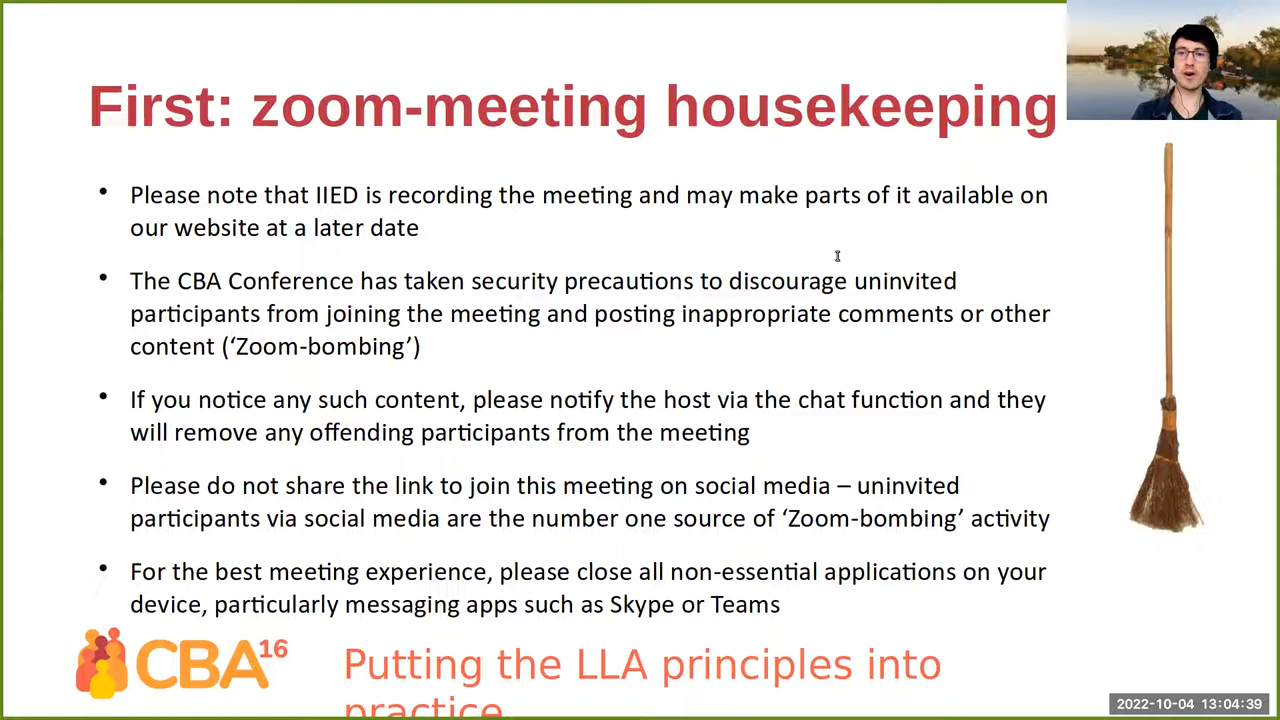 First: zoom-meeting housekeeping
• Please note that IIED is recording the meeting and may make parts of it available on
our website at a later date
• The CBA Conference has taken security precautions to discourage uninvited
participants from joining the meeting and posting inappropriate comments or other
content (‘Zoom-bombing’)
• If you notice any such content, please notify the host via the chat function and they
will remove any offending participants from the meeting
• Please do not share the link to join this meeting on social media – uninvited
participants via social media are the number one source of ‘Zoom-bombing’ activity
• For the best meeting experience, please close all non-essential applications on your
device, particularly messaging apps such as Skype or Teams
CBA16
Putting the LLA principles into
practice
2022-10-04 13:04:39